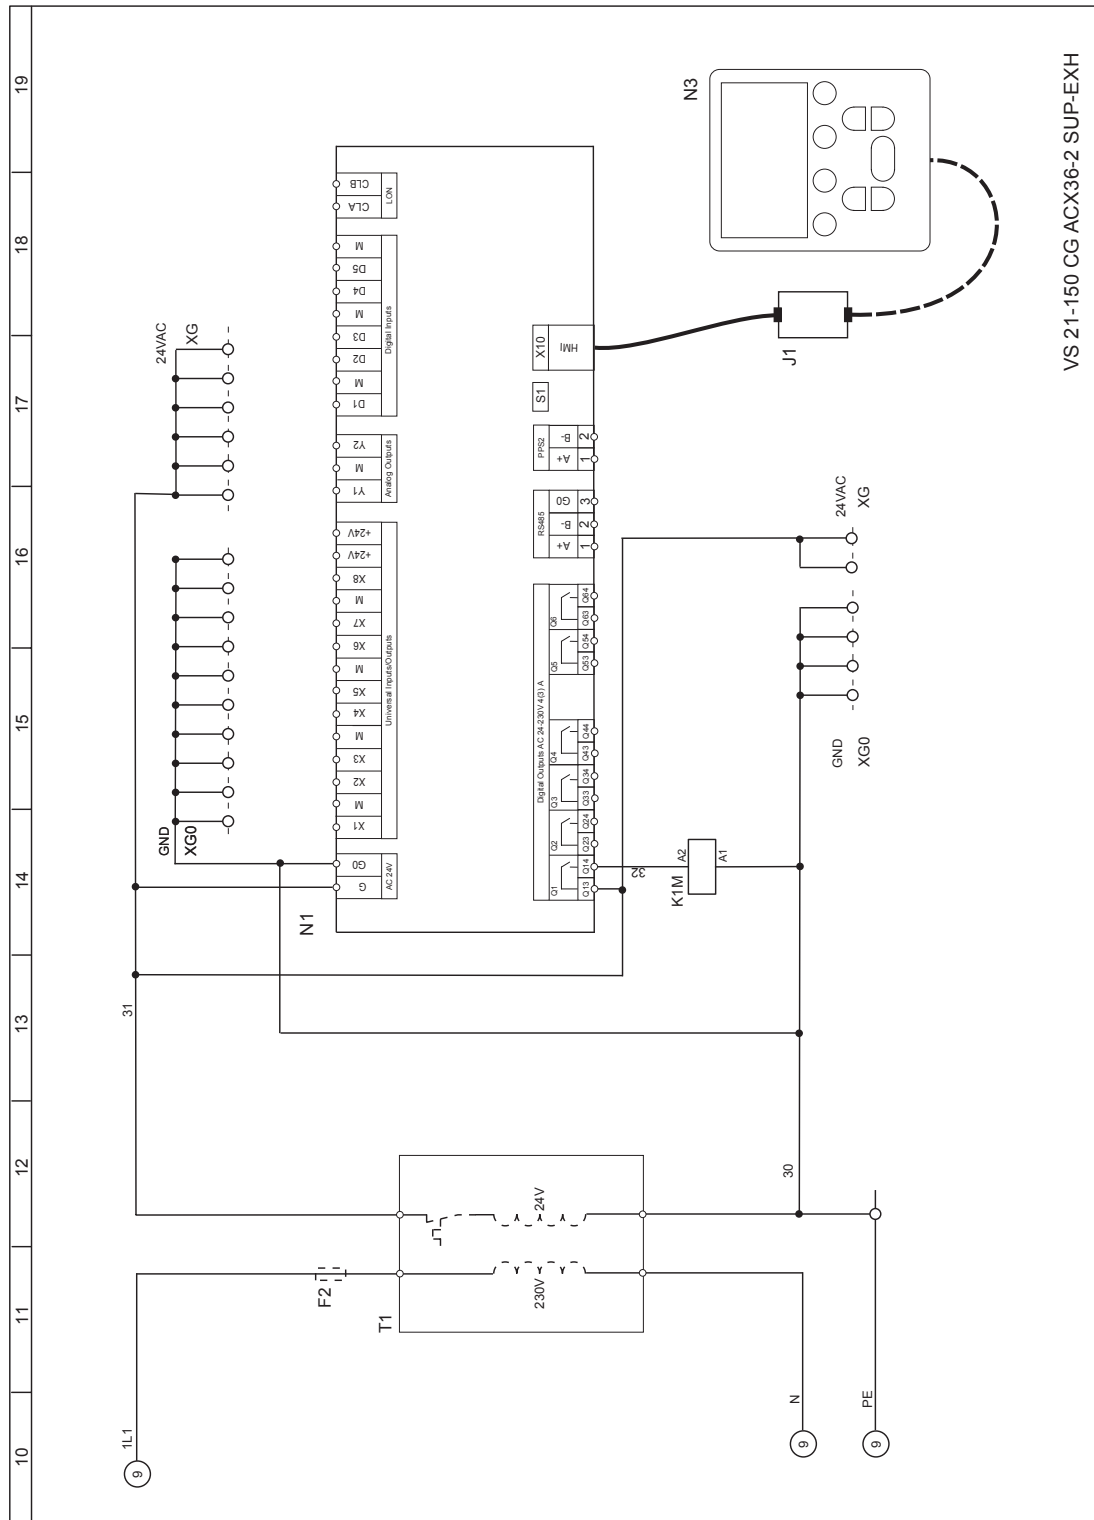 10
11
12
13
14
15
16
17
18
19
1L1
9
31
F2
T1
230V
24V
N
9
PE
9
30
GND
XG0
24VAC
XG
N1
G
G0
AC 24V
X1
M
X2
X3
M
X4
X5
M
X6
X7
M
X8
+24V
+24V
Universal Inputs/Outputs
Y1
M
Y2
Analog Outputs
D1
M
D2
D3
M
D4
D5
M
Digital Inputs
CLA
CLB
LON
Digital Outputs AC 24-230V 4(3) A
Q1
Q2
Q3
Q4
Q5
Q6
Q13
Q14
Q23
Q24
Q33
Q34
Q43
Q44
Q53
Q54
Q63
Q64
RS485
A+
B-
G0
1
2
3
PPS2
A+
B-
1
2
S1
X10
HMI
32
K1M
A2
A1
GND
XG0
24VAC
XG
J1
N3
VS 21-150 CG ACX36-2 SUP-EXH